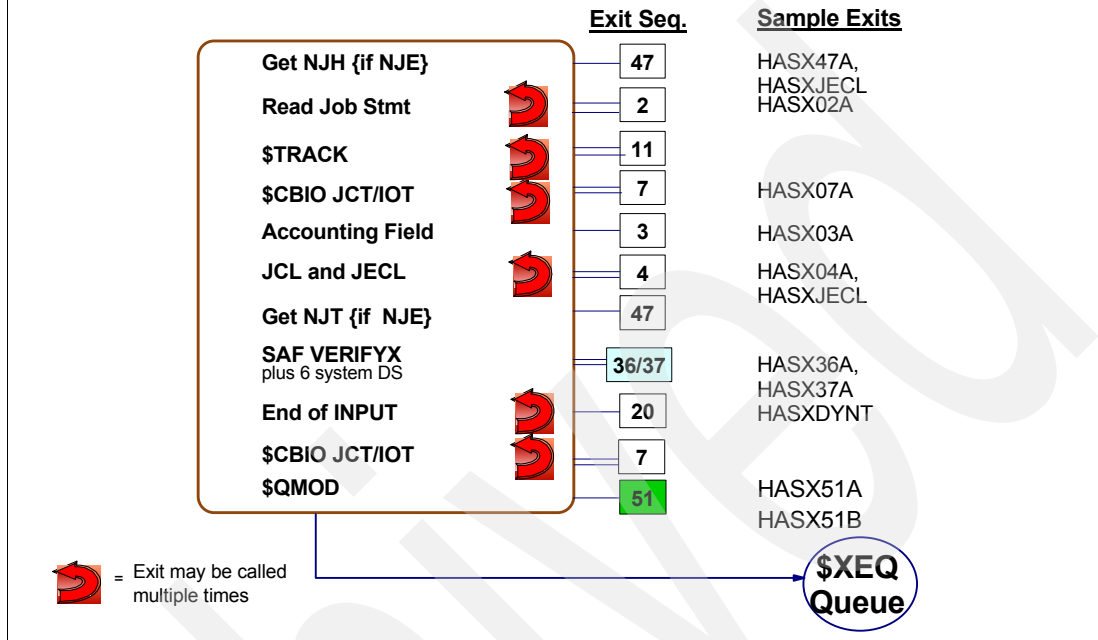 Exit Seq. Sample Exits
Get NJH {if NJE} 47 HASX47A,
HASXJECL
Read Job Stmt 2 HASX02A
$TRACK 11
$CBIO JCT/IOT 7 HASX07A
Accounting Field 3 HASX03A
JCL and JECL 4 HASX04A,
HASXJECL
Get NJT {if NJE} 47
SAF VERIFYX 36/37 HASX36A,
plus 6 system DS
HASX37A
End of INPUT 20 HASXDYNT
$CBIO JCT/IOT 7
$QMOD 51 HASX51A
HASX51B
= Exit may be called
multiple times
$XEQ
Queue